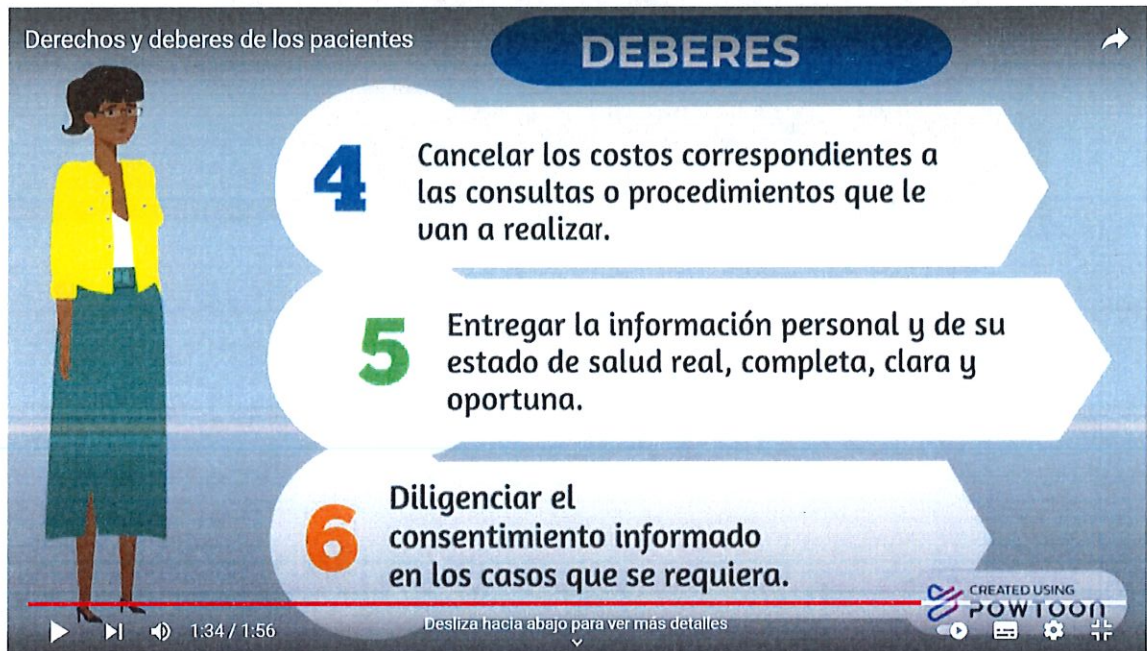 Derechos y deberes de los pacientes
DEBERES
4
Cancelar los costos correspondientes a
las consultas o procedimientos que le
van a realizar.
5
Entregar la información personal y de su
estado de salud real, completa, clara y
oportuna.
6
Diligenciar el
consentimiento informado
en los casos que se requiera.
CREATED USING
POWTOON
1:34 / 1:56
Desliza hacia abajo para ver más detalles